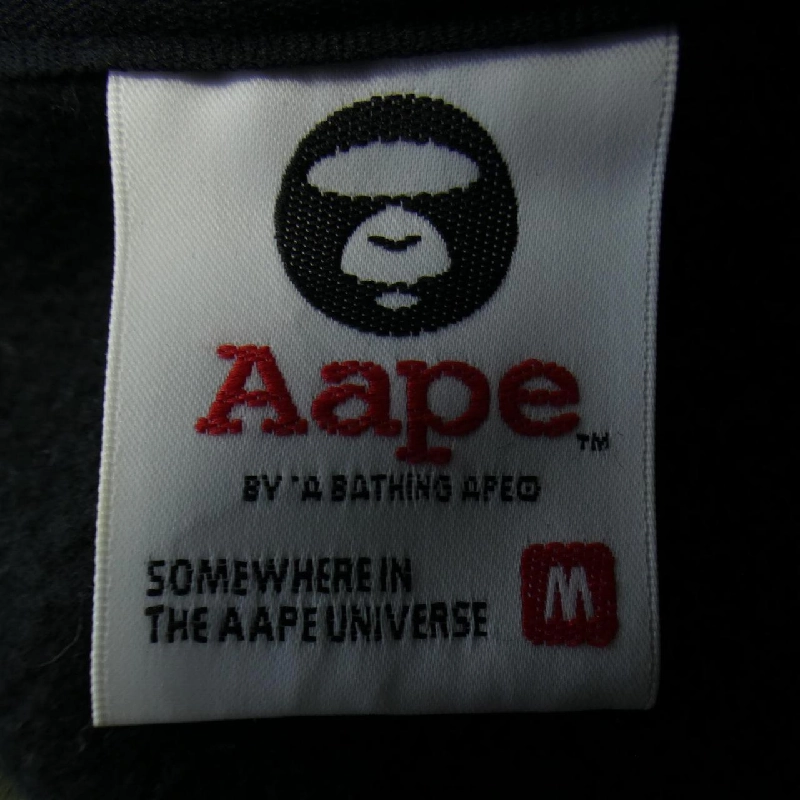 Aape
TM
BY *A BATHING APE®
SOMEWHERE IN
THE AAPE UNIVERSE
M